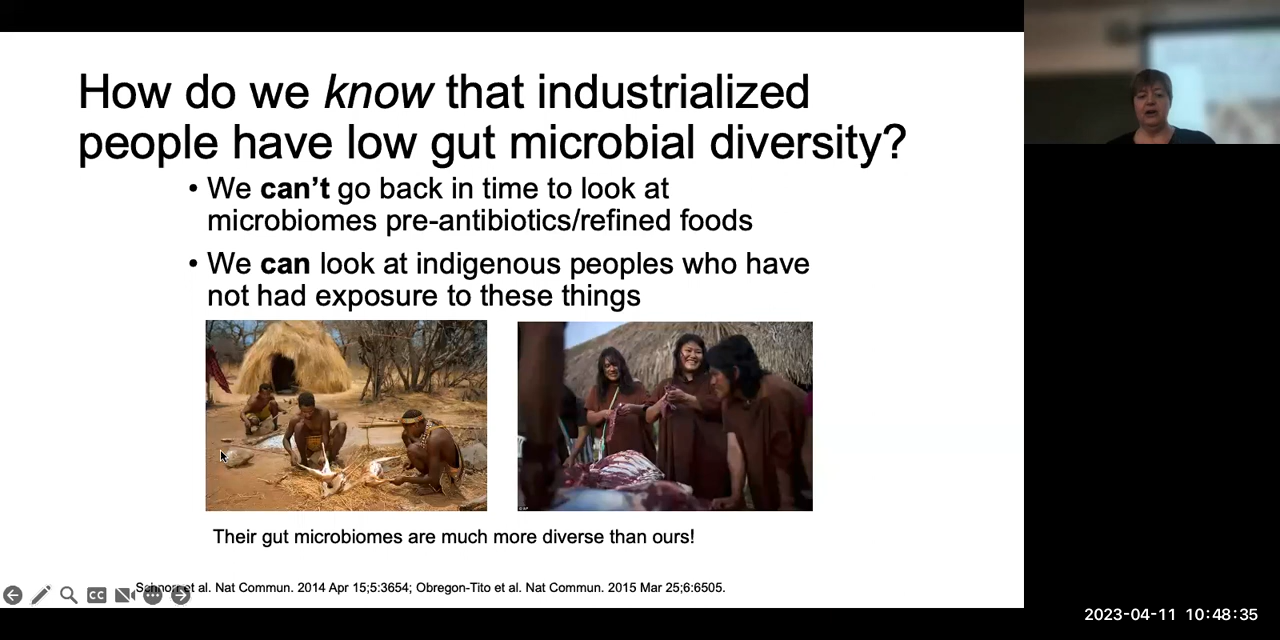 How do we know that industrialized
people have low gut microbial diversity?
• We can't go back in time to look at
microbiomes pre-antibiotics/refined foods
• We can look at indigenous peoples who have
not had exposure to these things
Their gut microbiomes are much more diverse than ours!
Schnorr et al. Nat Commun. 2014 Apr 15;5:3654; Obregon-Tito et al. Nat Commun. 2015 Mar 25;6:6505.
CC
2023-04-11 10:48:35